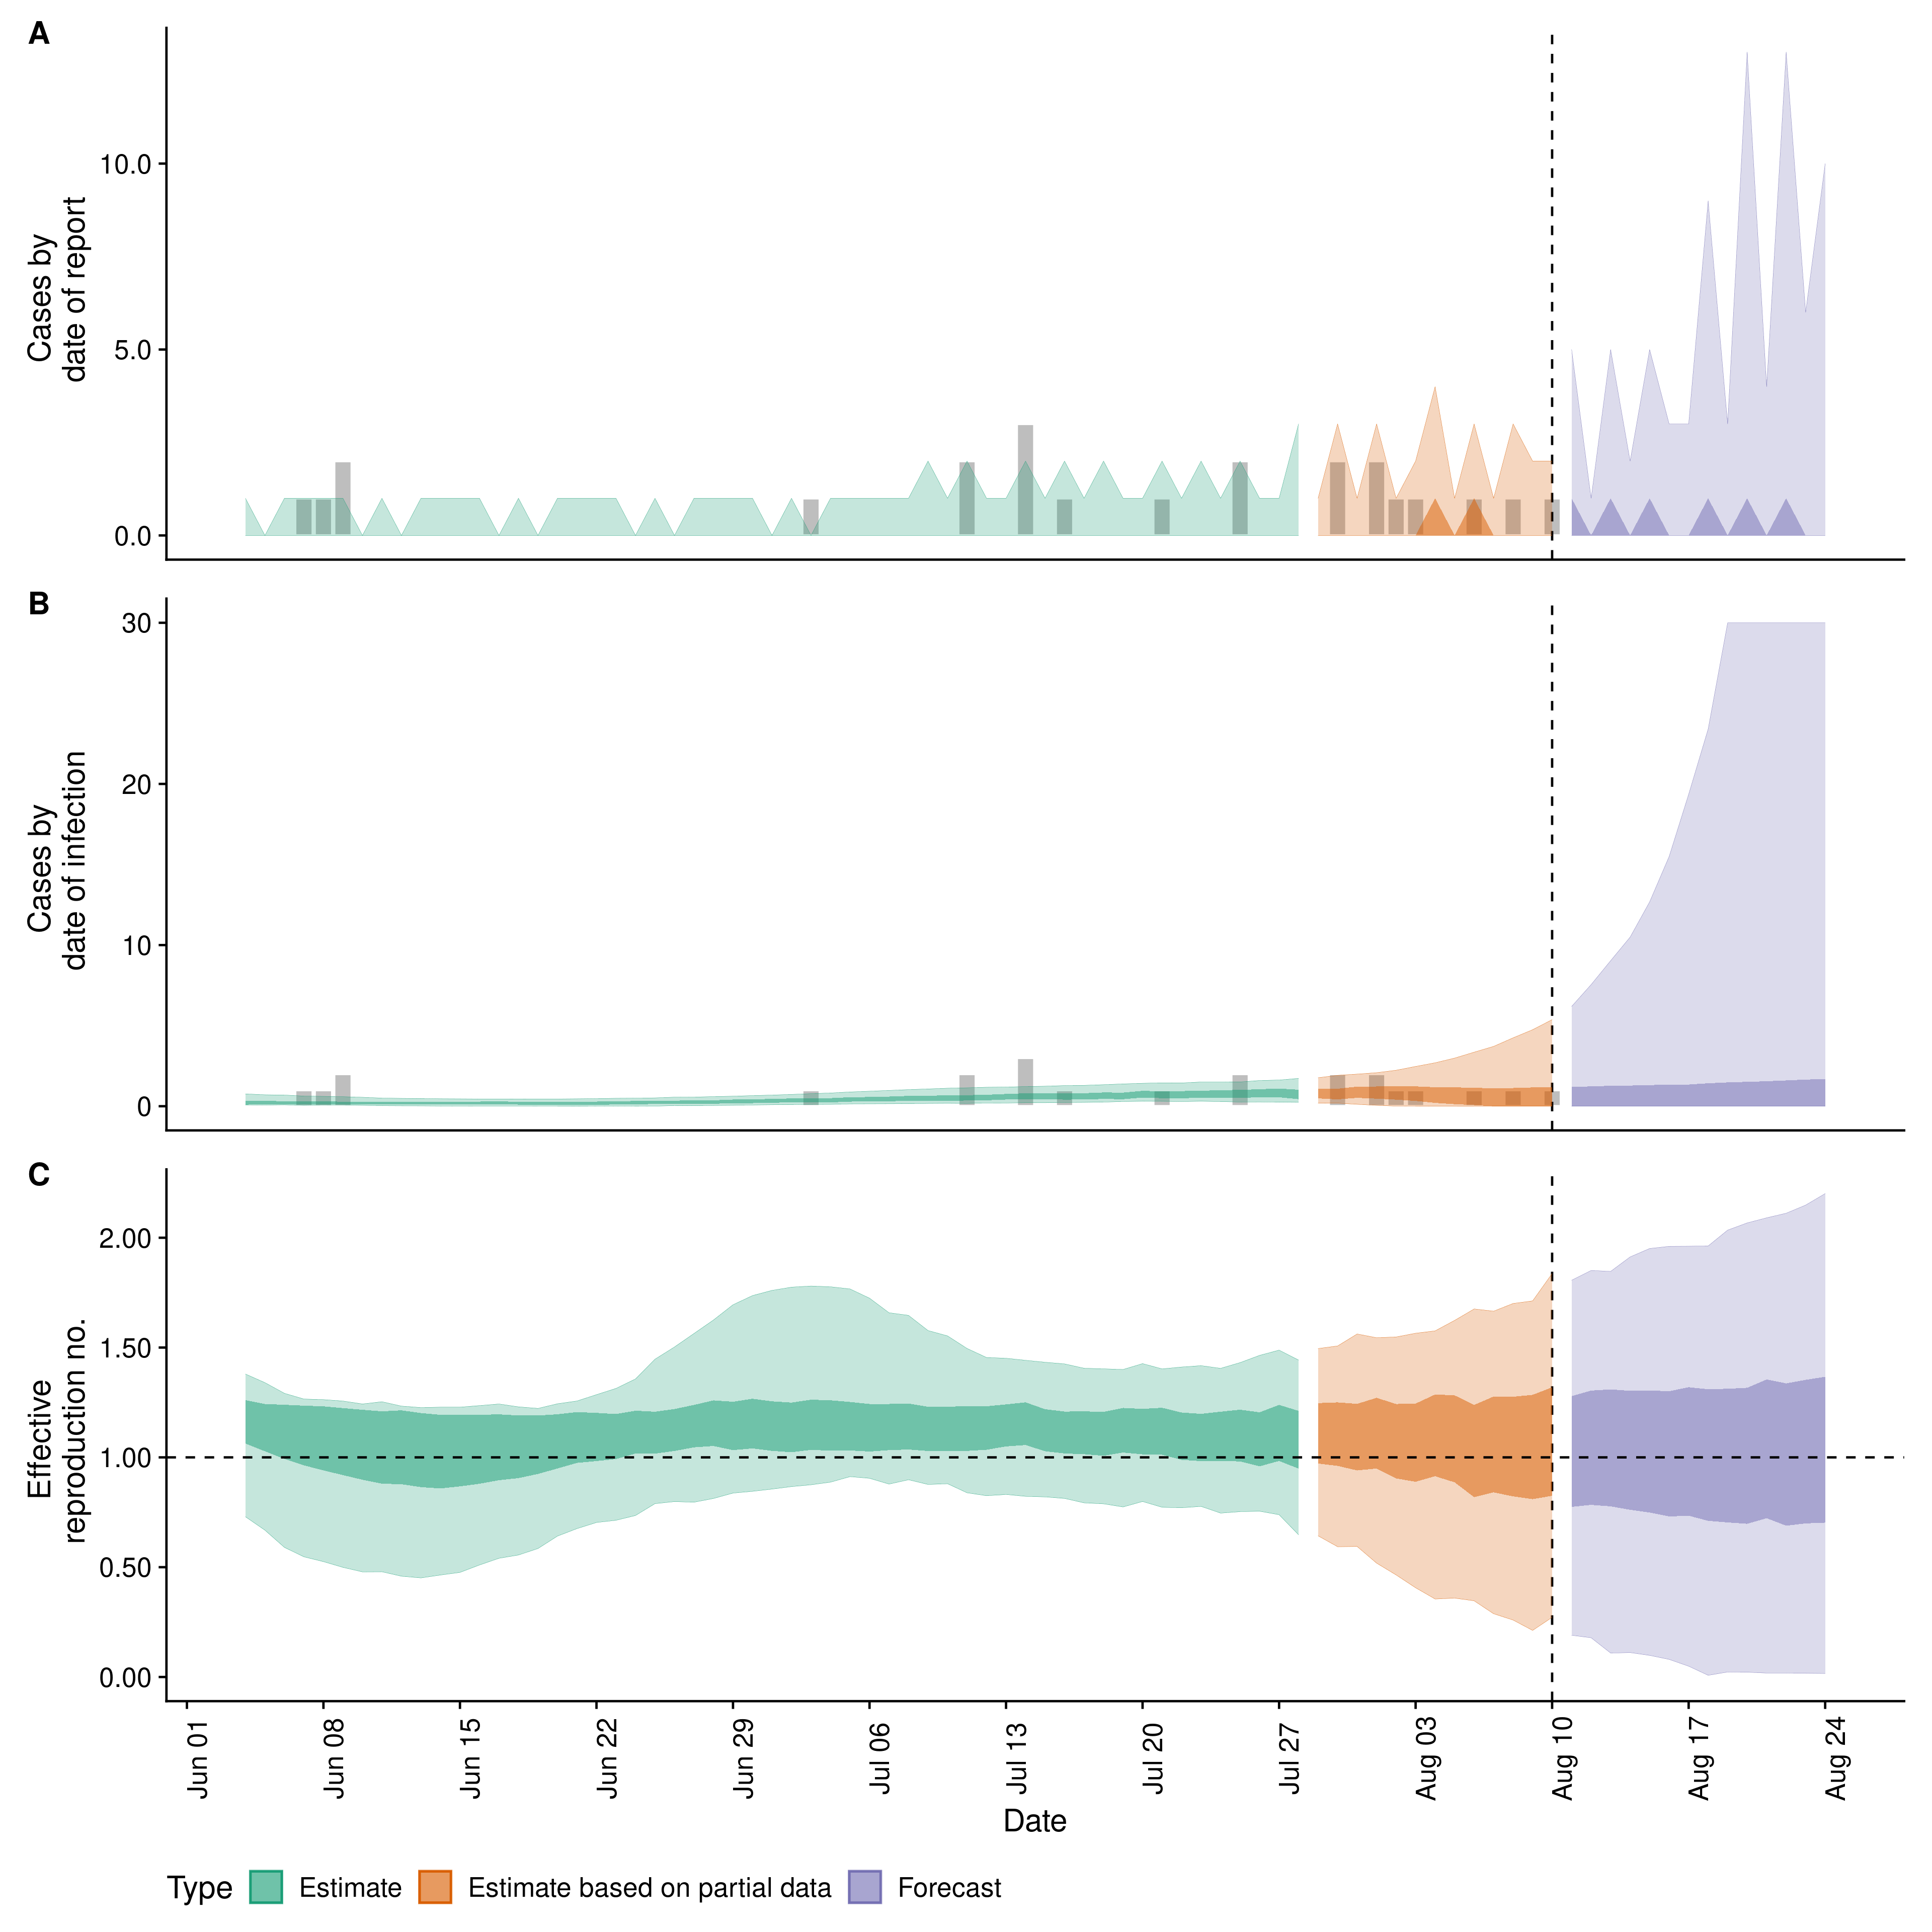 A
Cases by
date of report
10.0
5.0
0.0
B
Cases by
date of infection
30
20
10
0
C
Effective
reproduction no.
2.00
1.50
1.00
0.50
0.00
Jun 01
Jun 08
Jun 15
Jun 22
Jun 29
Jul 06
Jul 13
Jul 20
Jul 27
Aug 03
Aug 10
Aug 17
Aug 24
Date
Type Estimate Estimate based on partial data Forecast